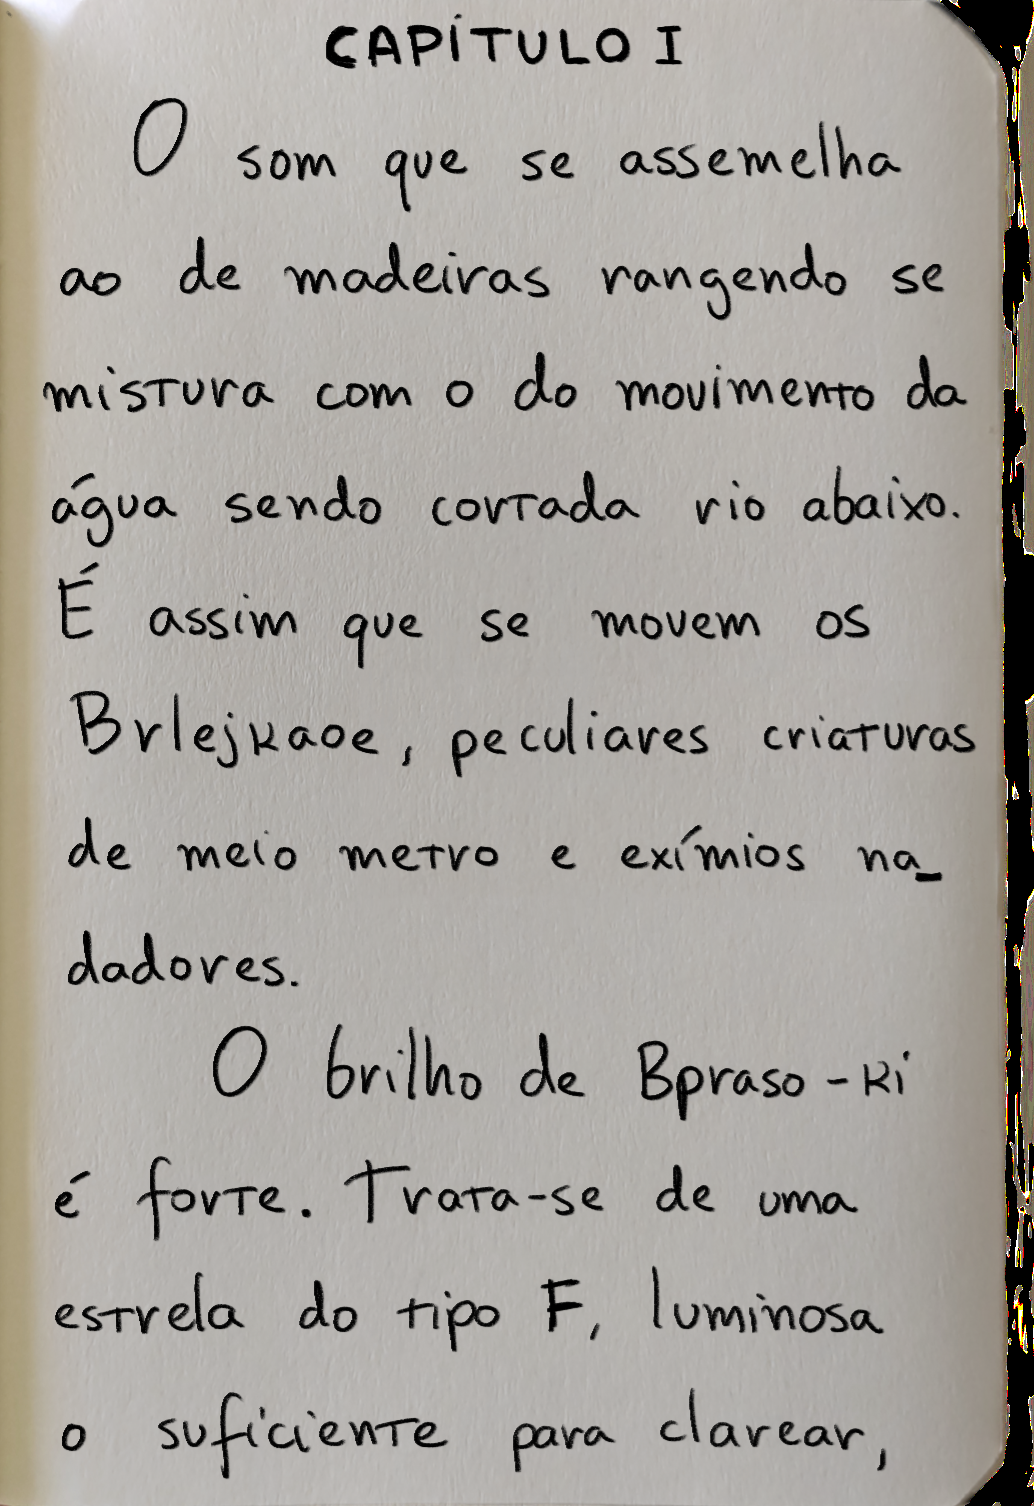 CAPÍTULO I
O som que se assemelha
ao de madeiras rangendo se
mistura com o do movimento da
água sendo cortada rio abaixo.
É assim que se movem os
Brlejkaoe, peculiares criaturas
de meio metro e exímios na_
dadores.
O brilho de Bpraso-ki
é forte. Trata-se de uma
estrela do tipo F, luminosa
o suficiente para clarear,